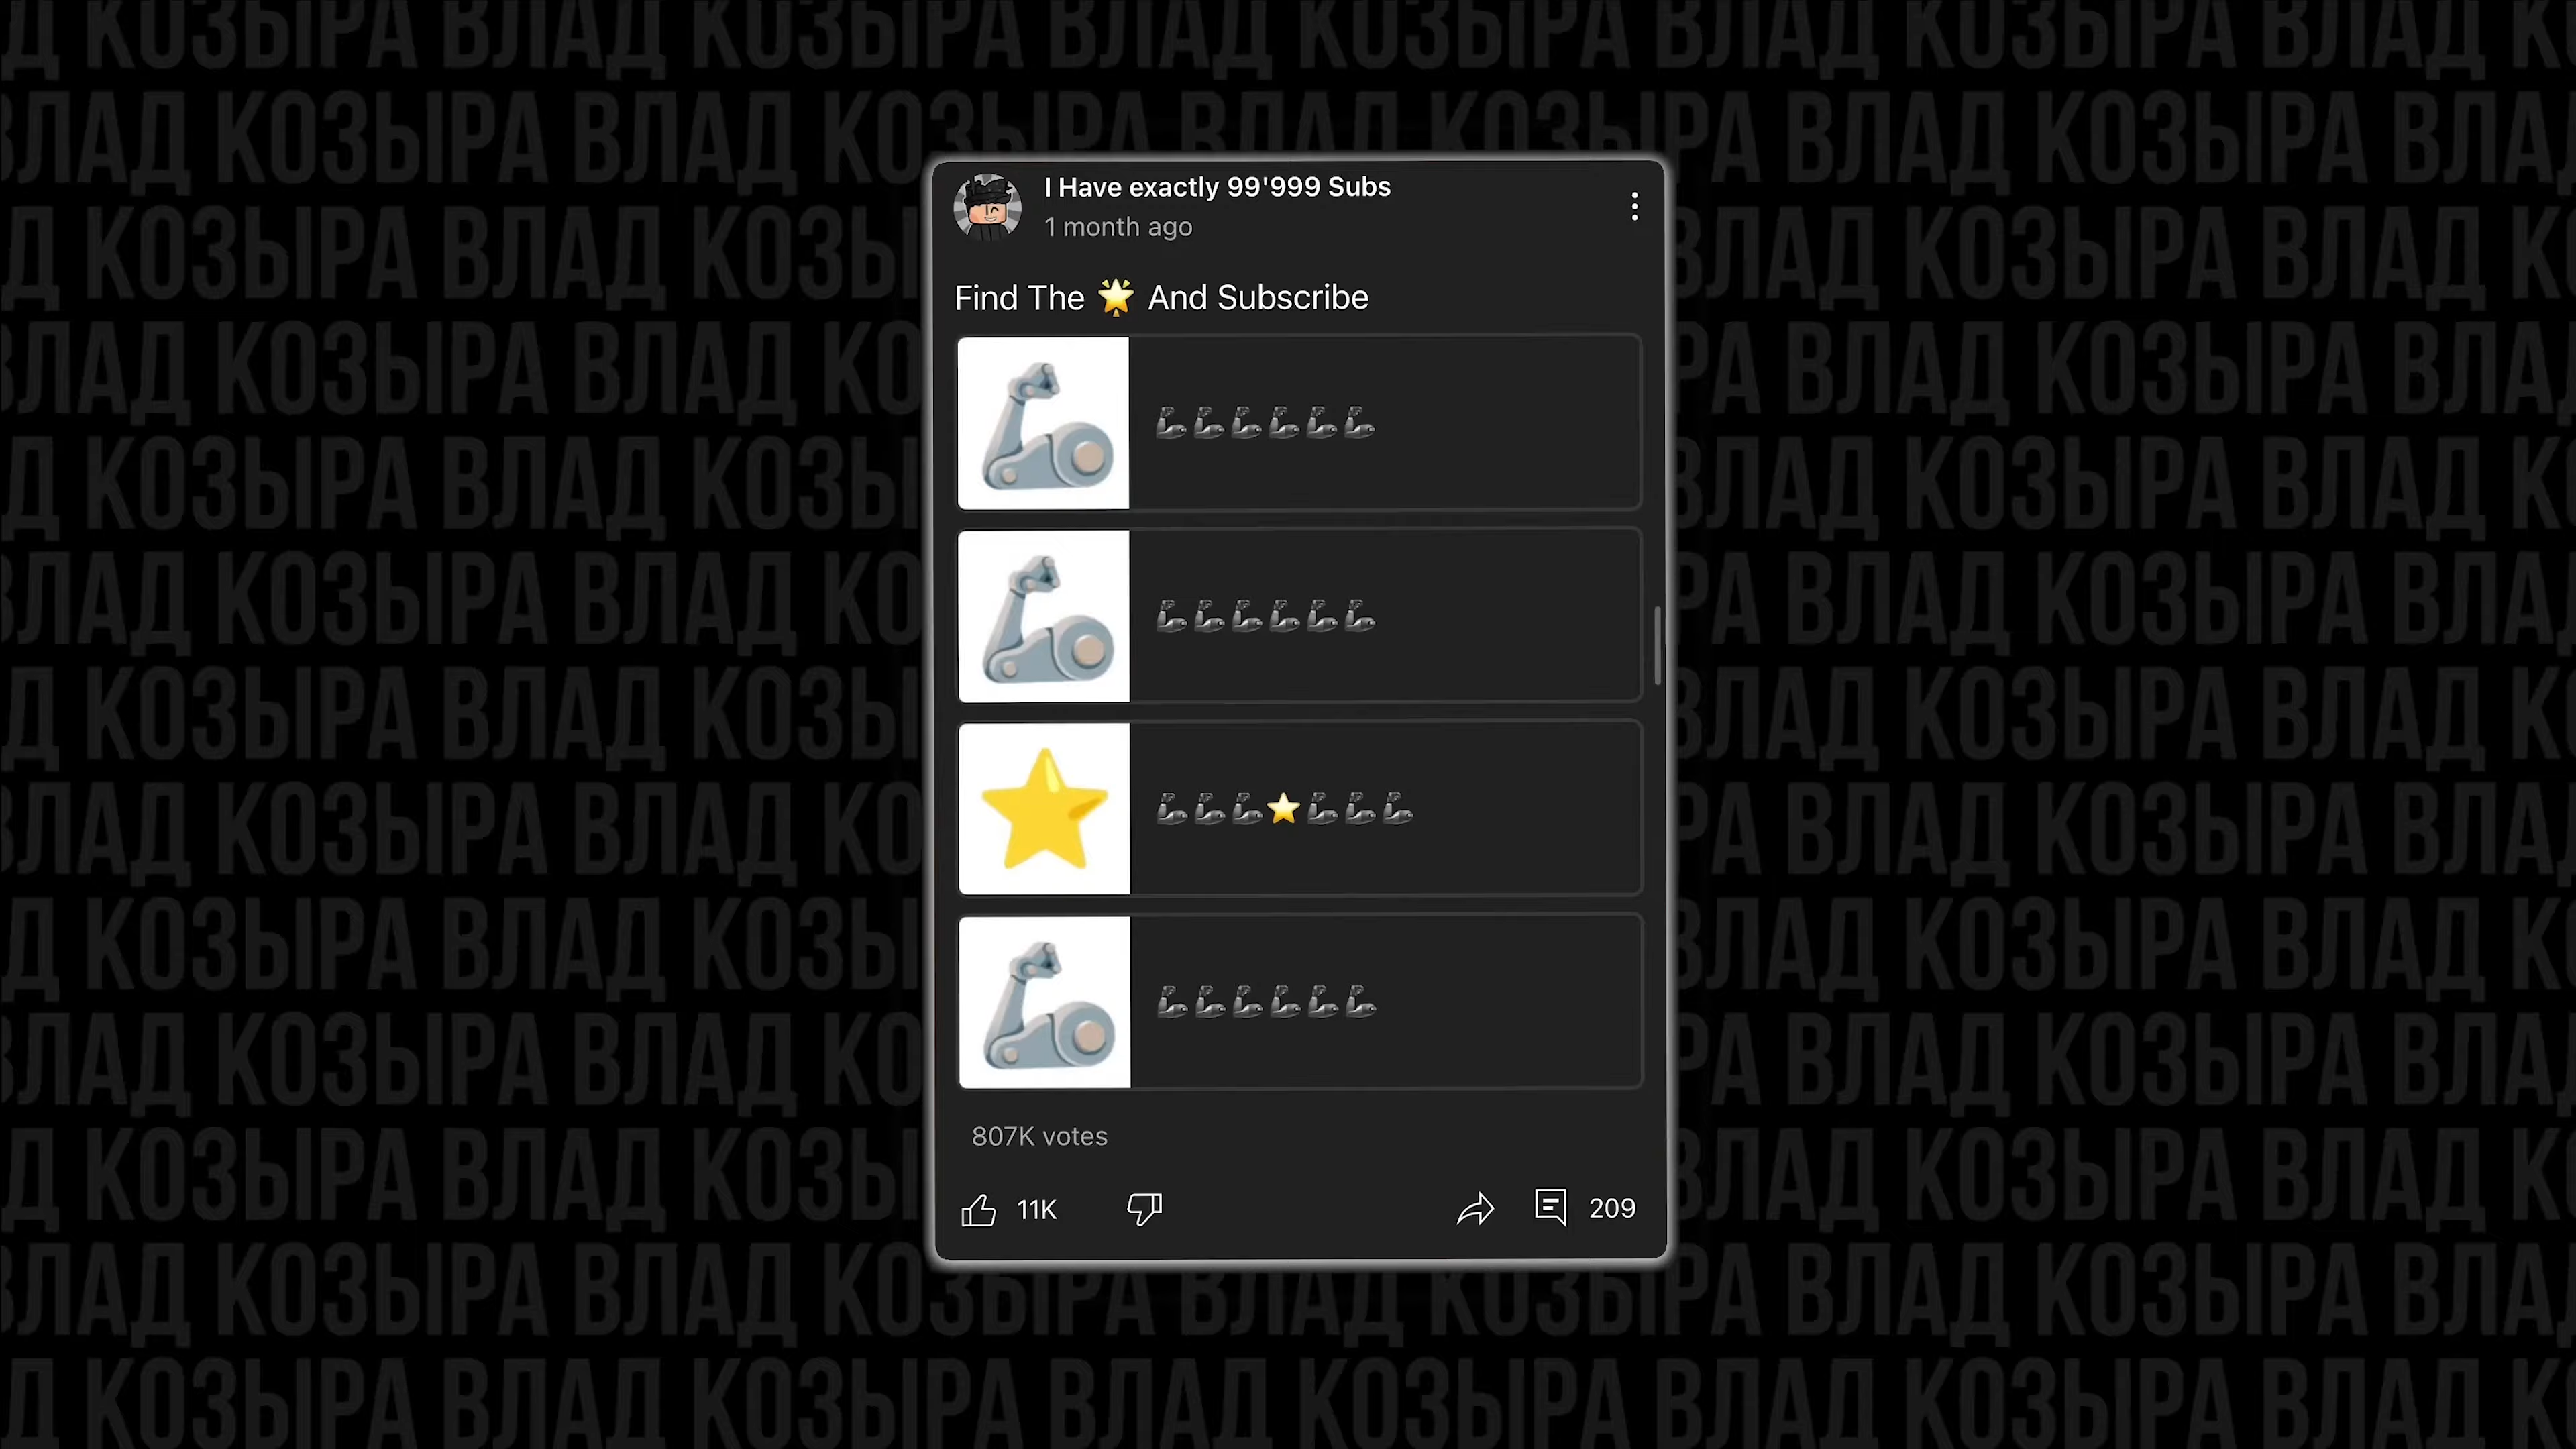 I Have exactly 99'999 Subs
1 month ago
Find The 🌟 And Subscribe
🦾🦾🦾🦾🦾🦾
🦾🦾🦾🦾🦾🦾
🦾🦾🦾⭐🦾🦾🦾
🦾🦾🦾🦾🦾🦾
807K votes
11K
209
ВЛАД КОЗЫРА ВЛАД КОЗЫРА ВЛАД КОЗЫРА